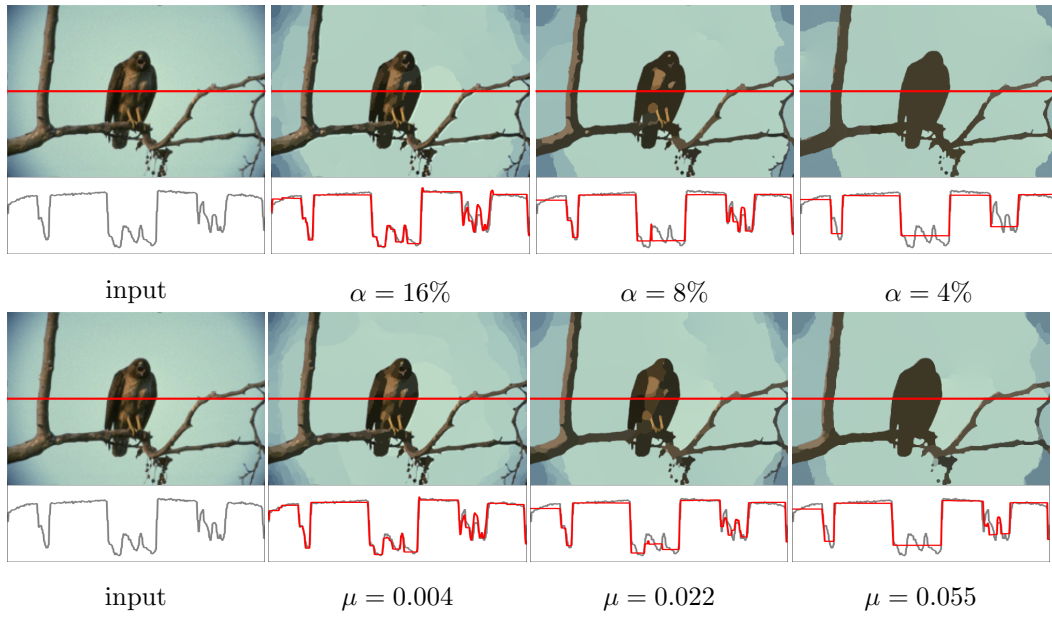 input
α = 16%
α = 8%
α = 4%
input
μ = 0.004
μ = 0.022
μ = 0.055